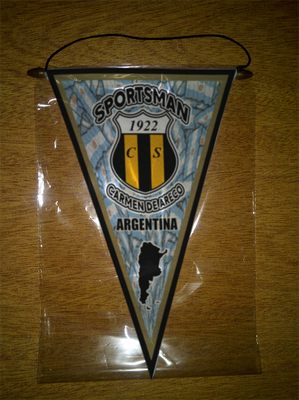 SPORTSMAN
1922
C S
CARMEN DE ARECO
ARGENTINA